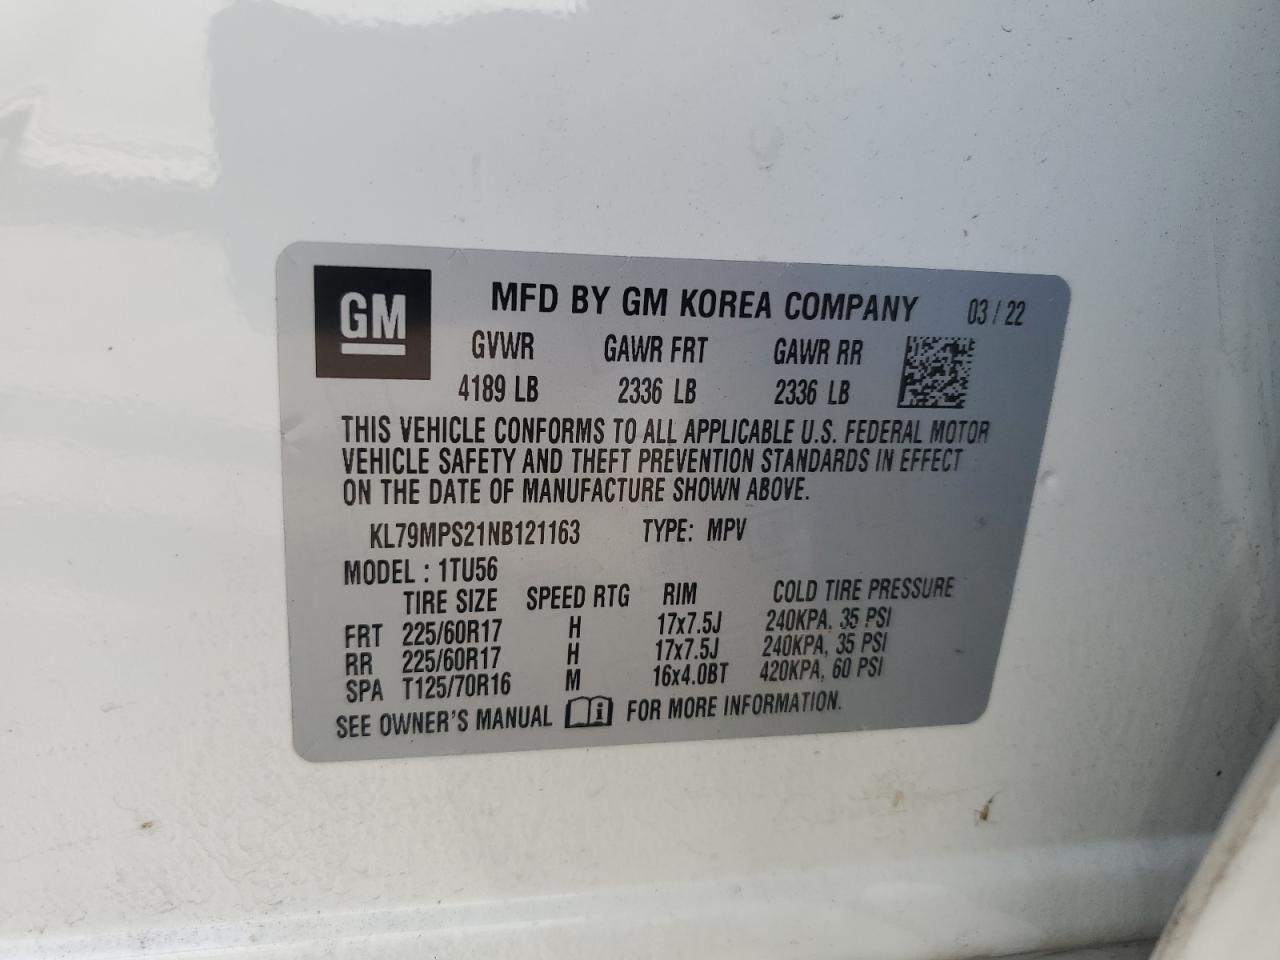 GM
MFD BY GM KOREA COMPANY 03 / 22
GVWR GAWR FRT GAWR RR
4189 LB 2336 LB 2336 LB
THIS VEHICLE CONFORMS TO ALL APPLICABLE U.S. FEDERAL MOTOR
VEHICLE SAFETY AND THEFT PREVENTION STANDARDS IN EFFECT
ON THE DATE OF MANUFACTURE SHOWN ABOVE.
KL79MPS21NB121163 TYPE: MPV
MODEL : 1TU56
TIRE SIZE SPEED RTG RIM COLD TIRE PRESSURE
FRT 225/60R17 H 17x7.5J 240KPA, 35 PSI
RR 225/60R17 H 17x7.5J 240KPA, 35 PSI
SPA T125/70R16 M 16x4.0BT 420KPA, 60 PSI
SEE OWNER'S MANUAL i FOR MORE INFORMATION.